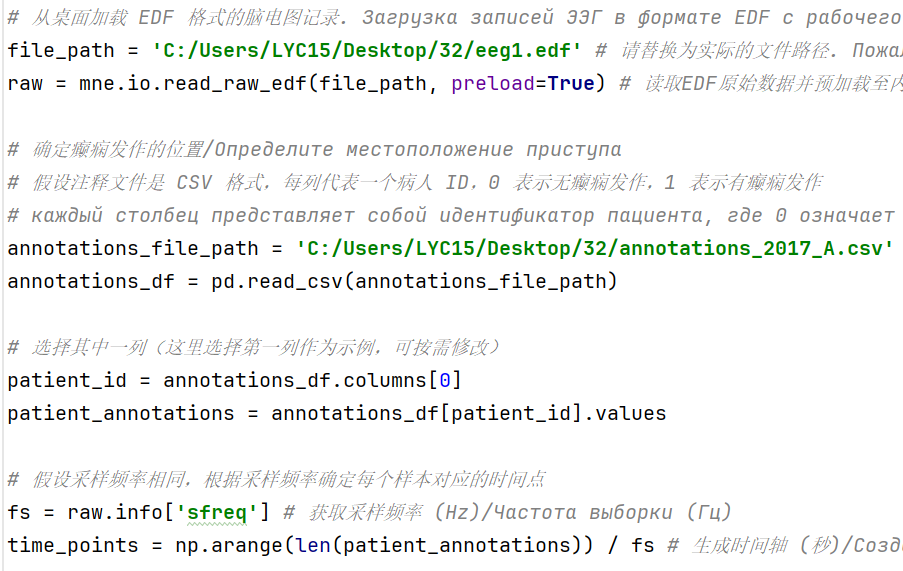 # 从桌面加载 EDF 格式的脑电图记录. Загрузка записей ЭЭГ в формате EDF с рабочего
file_path = 'C:/Users/LYC15/Desktop/32/eeg1.edf' # 请替换为实际的文件路径. Пожал
raw = mne.io.read_raw_edf(file_path, preload=True) # 读取EDF原始数据并预加载至内
# 确定癫痫发作的位置/Определите местоположение приступа
# 假设注释文件是 CSV 格式，每列代表一个病人 ID，0 表示无癫痫发作，1 表示有癫痫发作
# каждый столбец представляет собой идентификатор пациента, где 0 означает
annotations_file_path = 'C:/Users/LYC15/Desktop/32/annotations_2017_A.csv'
annotations_df = pd.read_csv(annotations_file_path)
# 选择其中一列（这里选择第一列作为示例，可按需修改）
patient_id = annotations_df.columns[0]
patient_annotations = annotations_df[patient_id].values
# 假设采样频率相同，根据采样频率确定每个样本对应的时间点
fs = raw.info['sfreq'] # 获取采样频率 (Hz)/Частота выборки (Гц)
time_points = np.arange(len(patient_annotations)) / fs # 生成时间轴 (秒)/Созд